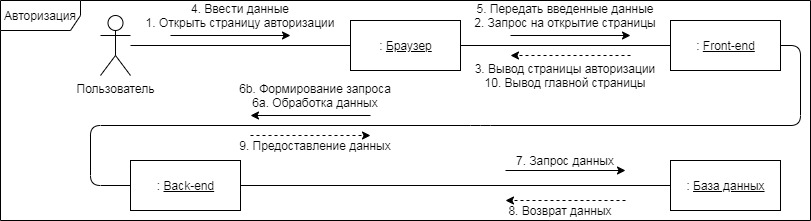 Авторизация
4. Ввести данные
1. Открыть страницу авторизации
5. Передать введенные данные
2. Запрос на открытие страницы
: Браузер
: Front-end
3. Вывод страницы авторизации
10. Вывод главной страницы
Пользователь
6b. Формирование запроса
6a. Обработка данных
9. Предоставление данных
7. Запрос данных
: Back-end
: База данных
8. Возврат данных